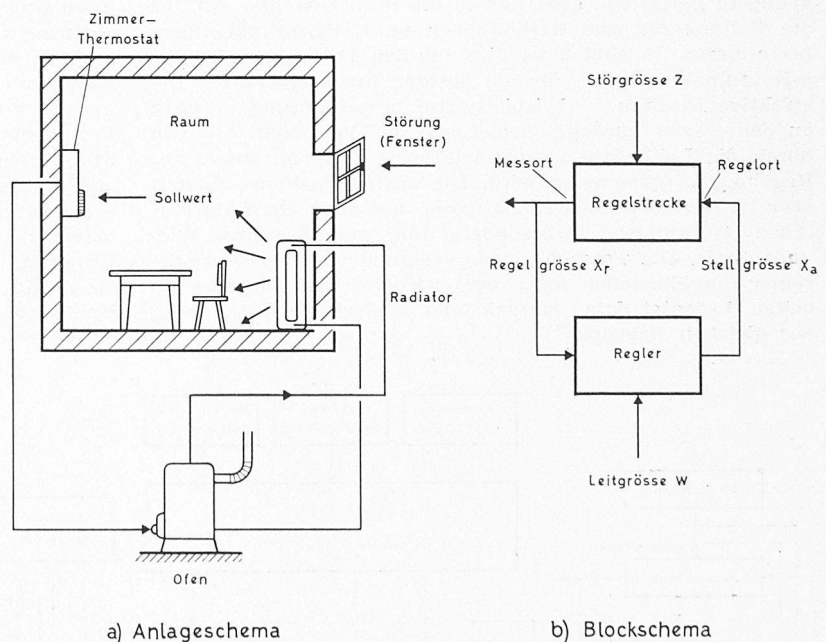 Zimmer-
Thermostat
Raum
Störung
(Fenster)
Sollwert
Radiator
Ofen
a) Anlageschema
Störgrösse Z
Messort
Regelort
Regelstrecke
Regel grösse Xr
Stell grösse Xa
Regler
Leitgrösse W
b) Blockschema